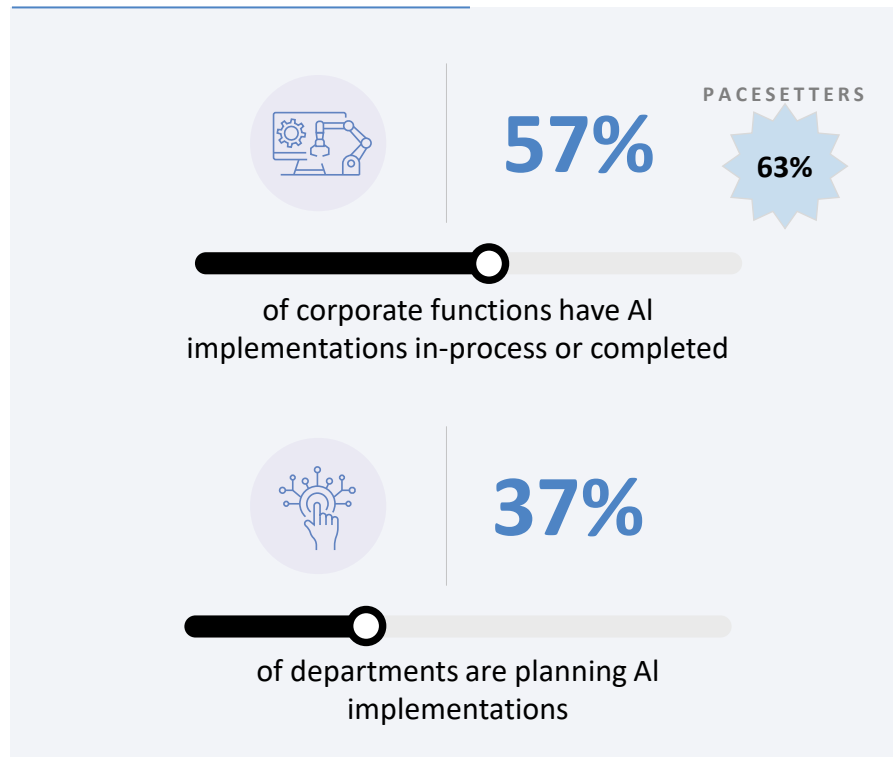 PACESETTERS
57%
63%
of corporate functions have AI
implementations in-process or completed
37%
of departments are planning AI
implementations